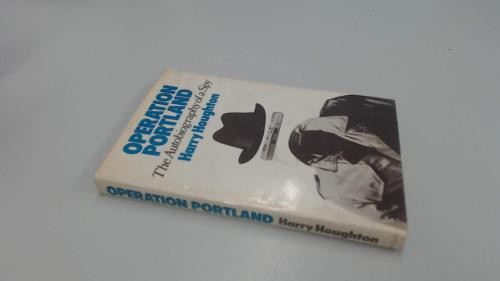 OPERATION
PORTLAND
The Autobiography of a Spy
Harry Houghton
OPERATION PORTLAND Harry Houghton